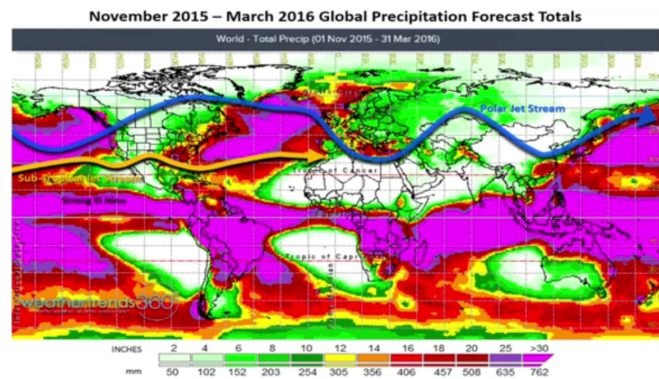 November 2015 – March 2016 Global Precipitation Forecast Totals
World - Total Precip (01 Nov 2015 - 31 Mar 2016)
Arctic Circle
Polar Jet Stream
Tropic of Cancer
Sub-Tropical Jet Stream
Strong El Nino
Tropic of Capricorn
weathertrends360
INCHES 2 4 6 8 10 12 14 16 18 20 25 >30
mm 50 102 152 203 254 305 356 406 457 508 635 762